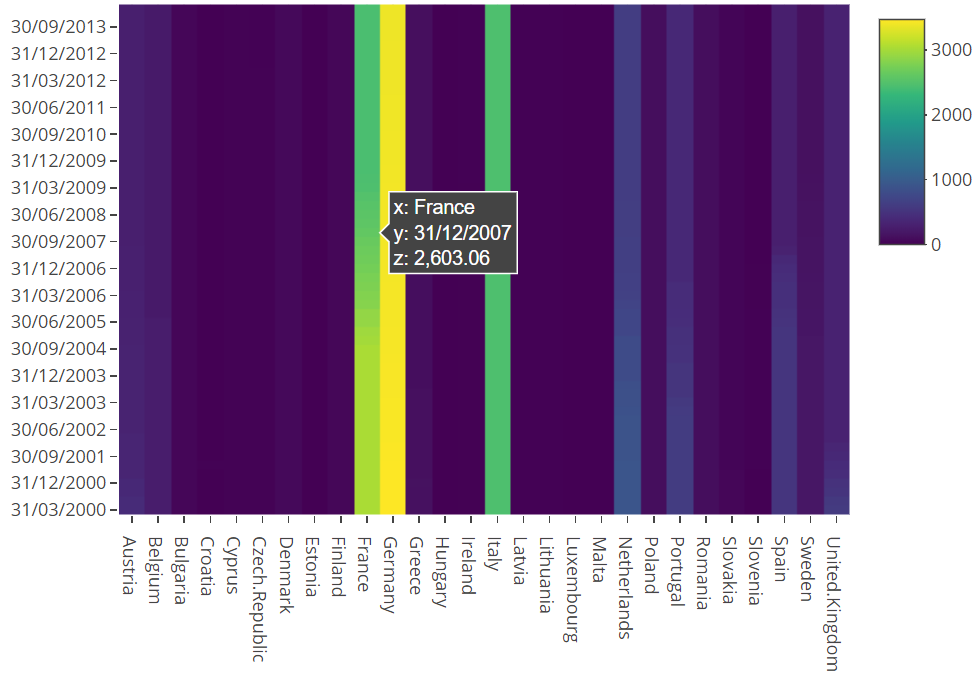 30/09/2013
31/12/2012
31/03/2012
30/06/2011
30/09/2010
31/12/2009
31/03/2009
30/06/2008
30/09/2007
31/12/2006
31/03/2006
30/06/2005
30/09/2004
31/12/2003
31/03/2003
30/06/2002
30/09/2001
31/12/2000
31/03/2000
x: France
y: 31/12/2007
z: 2,603.06
3000
2000
1000
0
Austria
Belgium
Bulgaria
Croatia
Cyprus
Czech.Republic
Denmark
Estonia
Finland
France
Germany
Greece
Hungary
Ireland
Italy
Latvia
Lithuania
Luxembourg
Malta
Netherlands
Poland
Portugal
Romania
Slovakia
Slovenia
Spain
Sweden
United.Kingdom